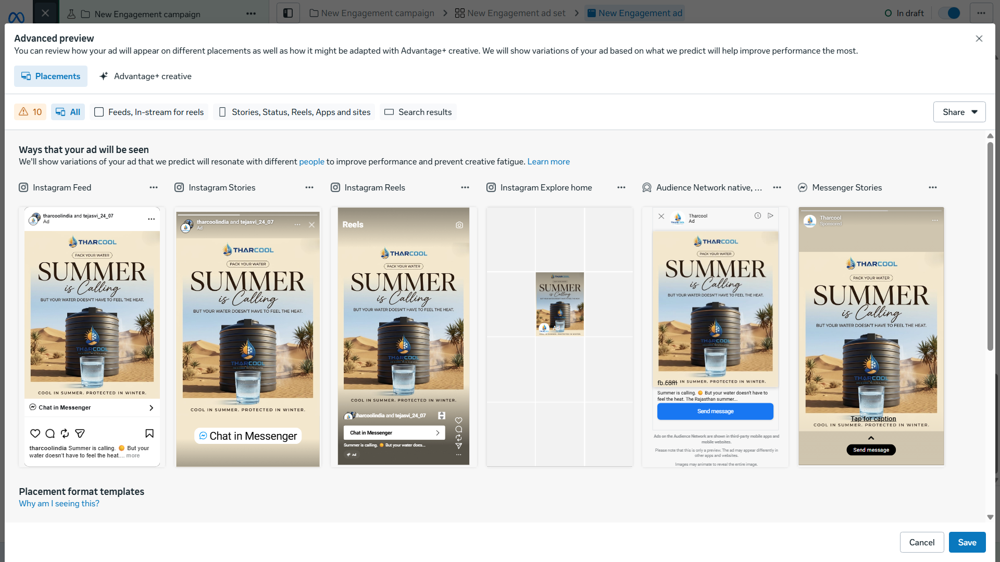 New Engagement campaign
New Engagement campaign
New Engagement ad set
New Engagement ad
In draft
Advanced preview
You can review how your ad will appear on different placements as well as how it might be adapted with Advantage+ creative. We will show variations of your ad based on what we predict will help improve performance the most.
Placements
Advantage+ creative
10
All
Feeds, In-stream for reels
Stories, Status, Reels, Apps and sites
Search results
Share
Ways that your ad will be seen
We'll show variations of your ad that we predict will resonate with different people to improve performance and prevent creative fatigue. Learn more
Instagram Feed
tharcoolindia and tejasvi_24_07
Ad
THARCOOL
PACK YOUR WATER
SUMMER
is Calling
BUT YOUR WATER DOESN'T HAVE TO FEEL THE HEAT.
THARCOOL
COOL IN SUMMER. PROTECTED IN WINTER.
Chat in Messenger
tharcoolindia Summer is calling. But your
water doesn't have to feel the heat.... more
Instagram Stories
tharcoolindia and tejasvi_24_07
Ad
THARCOOL
PACK YOUR WATER
SUMMER
is Calling
BUT YOUR WATER DOESN'T HAVE TO FEEL THE HEAT.
THARCOOL
COOL IN SUMMER. PROTECTED IN WINTER.
Chat in Messenger
Instagram Reels
Reels
THARCOOL
PACK YOUR WATER
SUMMER
is Calling
BUT YOUR WATER DOESN'T HAVE TO FEEL THE HEAT.
THARCOOL
COOL IN SUMMER. PROTECTED IN WINTER.
tharcoolindia and tejasvi_24_07
Chat in Messenger
Summer is calling. But your water does...
Ad
Instagram Explore home
THARCOOL
SUMMER
is Calling
BUT YOUR WATER DOESN'T HAVE TO FEEL THE HEAT.
Ad
COOL IN SUMMER. PROTECTED IN WINTER.
Audience Network native, ...
Tharcool
Ad
THARCOOL
PACK YOUR WATER
SUMMER
is Calling
BUT YOUR WATER DOESN'T HAVE TO FEEL THE HEAT.
THARCOOL
fb.com
COOL IN SUMMER. PROTECTED IN WINTER.
Summer is calling. But your water doesn't have to
feel the heat. The Rajasthan summer...
Send message
Ads on the Audience Network are shown in third-party mobile apps and
mobile websites.
Please note that this is only a preview. The ad may appear differently in
other apps and websites.
Images may animate to reveal the entire image.
Messenger Stories
Tharcool
Sponsored
THARCOOL
PACK YOUR WATER
SUMMER
is Calling
BUT YOUR WATER DOESN'T HAVE TO FEEL THE HEAT.
THARCOOL
Tap for caption
COOL IN SUMMER. PROTECTED IN WINTER.
Send message
Placement format templates
Why am I seeing this?
Cancel
Save